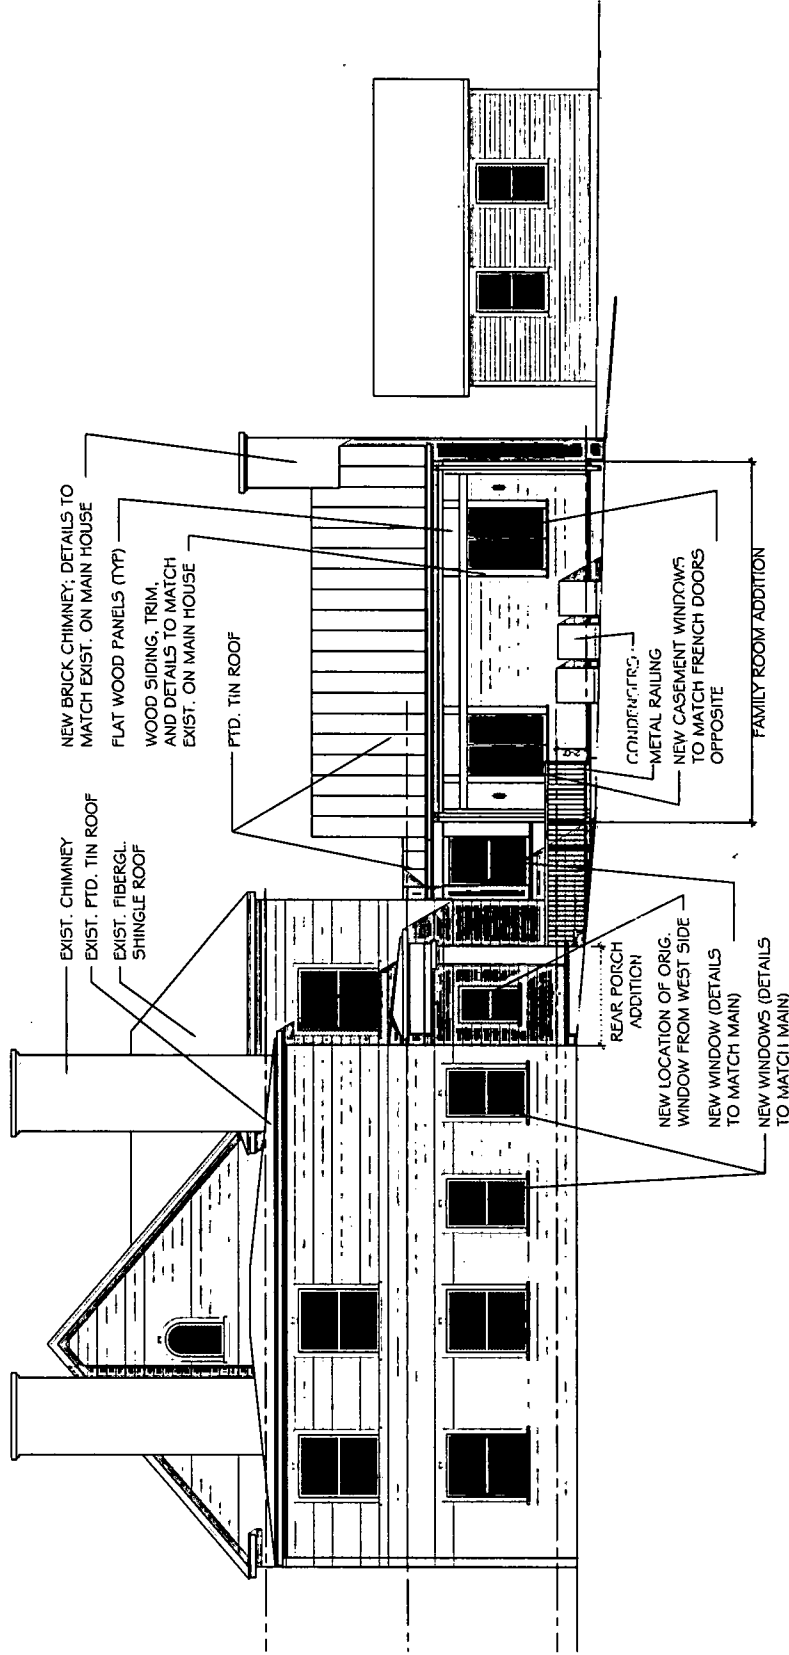 EXIST. CHIMNEY
EXIST. PTD. TIN ROOF
EXIST. FIBERGL.
SHINGLE ROOF
NEW BRICK CHIMNEY; DETAILS TO
MATCH EXIST. ON MAIN HOUSE
FLAT WOOD PANELS (TYP)
WOOD SIDING, TRIM,
AND DETAILS TO MATCH
EXIST. ON MAIN HOUSE
PTD. TIN ROOF
REAR PORCH
ADDITION
NEW LOCATION OF ORIG.
WINDOW FROM WEST SIDE
NEW WINDOW (DETAILS
TO MATCH MAIN)
NEW WINDOWS (DETAILS
TO MATCH MAIN)
CONDENSERS
METAL RAILING
NEW CASEMENT WINDOWS
TO MATCH FRENCH DOORS
OPPOSITE
FAMILY ROOM ADDITION